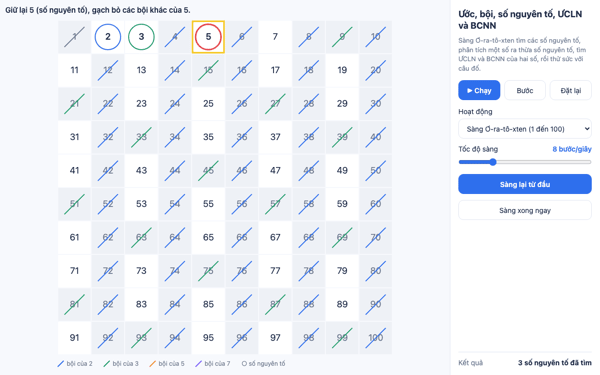 Giữ lại 5 (số nguyên tố), gạch bỏ các bội khác của 5.
1 2 3 4 5 6 7 8 9 10
11 12 13 14 15 16 17 18 19 20
21 22 23 24 25 26 27 28 29 30
31 32 33 34 35 36 37 38 39 40
41 42 43 44 45 46 47 48 49 50
51 52 53 54 55 56 57 58 59 60
61 62 63 64 65 66 67 68 69 70
71 72 73 74 75 76 77 78 79 80
81 82 83 84 85 86 87 88 89 90
91 92 93 94 95 96 97 98 99 100
bội của 2 bội của 3 bội của 5 bội của 7 số nguyên tố
Ước, bội, số nguyên tố, ƯCLN
và BCNN
Sàng Ơ-ra-tô-xten tìm các số nguyên tố,
phân tích một số ra thừa số nguyên tố, tìm
ƯCLN và BCNN của hai số, rồi thử sức với
câu đố.
Chạy Bước Đặt lại
Hoạt động
Sàng Ơ-ra-tô-xten (1 đến 100)
Tốc độ sàng 8 bước/giây
Sàng lại từ đầu
Sàng xong ngay
Kết quả 3 số nguyên tố đã tìm